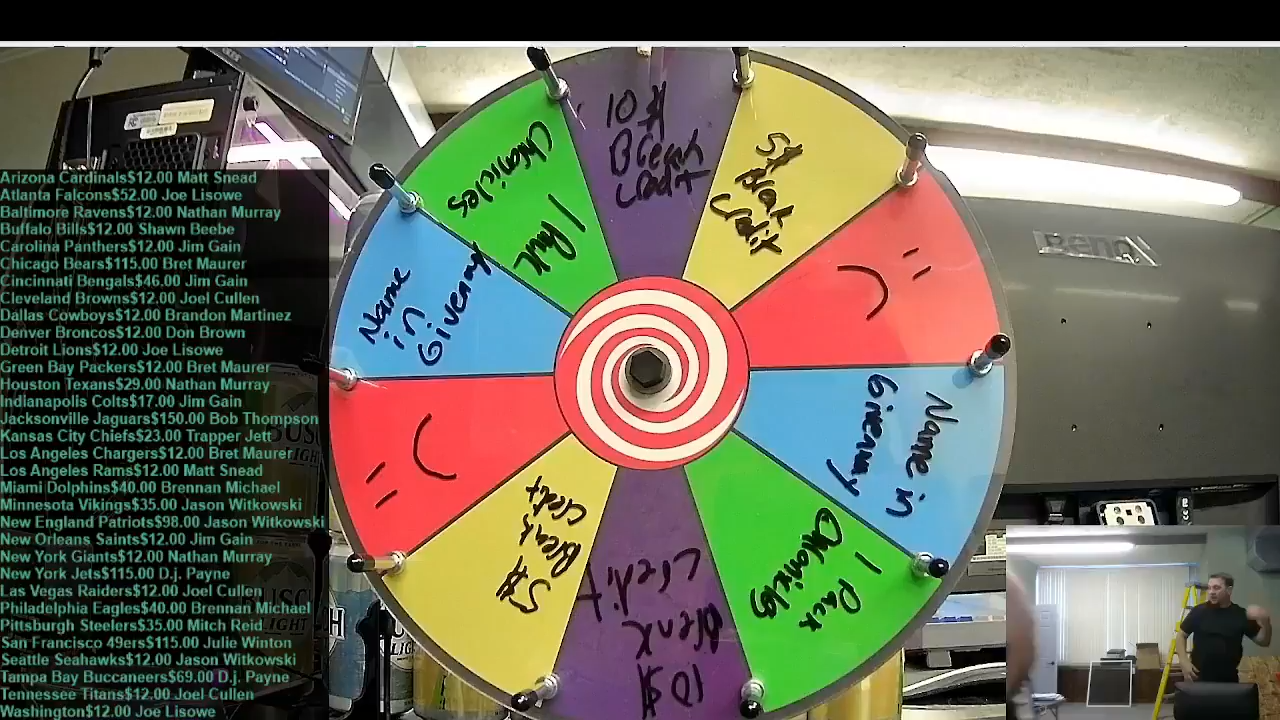 Arizona Cardinals$12.00 Matt Snead
Atlanta Falcons$52.00 Joe Lisowe
Baltimore Ravens$12.00 Nathan Murray
Buffalo Bills$12.00 Shawn Beebe
Carolina Panthers$12.00 Jim Gain
Chicago Bears$115.00 Bret Maurer
Cincinnati Bengals$46.00 Jim Gain
Cleveland Browns$12.00 Joel Cullen
Dallas Cowboys$12.00 Brandon Martinez
Denver Broncos$12.00 Don Brown
Detroit Lions$12.00 Joe Lisowe
Green Bay Packers$12.00 Bret Maurer
Houston Texans$29.00 Nathan Murray
Indianapolis Colts$17.00 Jim Gain
Jacksonville Jaguars$150.00 Bob Thompson
Kansas City Chiefs$23.00 Trapper Jett
Los Angeles Chargers$12.00 Bret Maurer
Los Angeles Rams$12.00 Matt Snead
Miami Dolphins$40.00 Brennan Michael
Minnesota Vikings$35.00 Jason Witkowski
New England Patriots$98.00 Jason Witkowski
New Orleans Saints$12.00 Jim Gain
New York Giants$12.00 Nathan Murray
New York Jets$115.00 D.j. Payne
Las Vegas Raiders$12.00 Joel Cullen
Philadelphia Eagles$40.00 Brennan Michael
Pittsburgh Steelers$35.00 Mitch Reid
San Francisco 49ers$115.00 Julie Winton
Seattle Seahawks$12.00 Jason Witkowski
Tampa Bay Buccaneers$69.00 D.j. Payne
Tennessee Titans$12.00 Joel Cullen
Washington$12.00 Joe Lisowe
10$
Break
Credit
5$
Break
Credit
Name in
Giveaway
1 Pack
Chronicles
10$
Break
Credit
5$
Break
Credit
Name
in
Giveaway
1 Pack
Chronicles
BenQ
BUSCH
LIGHT